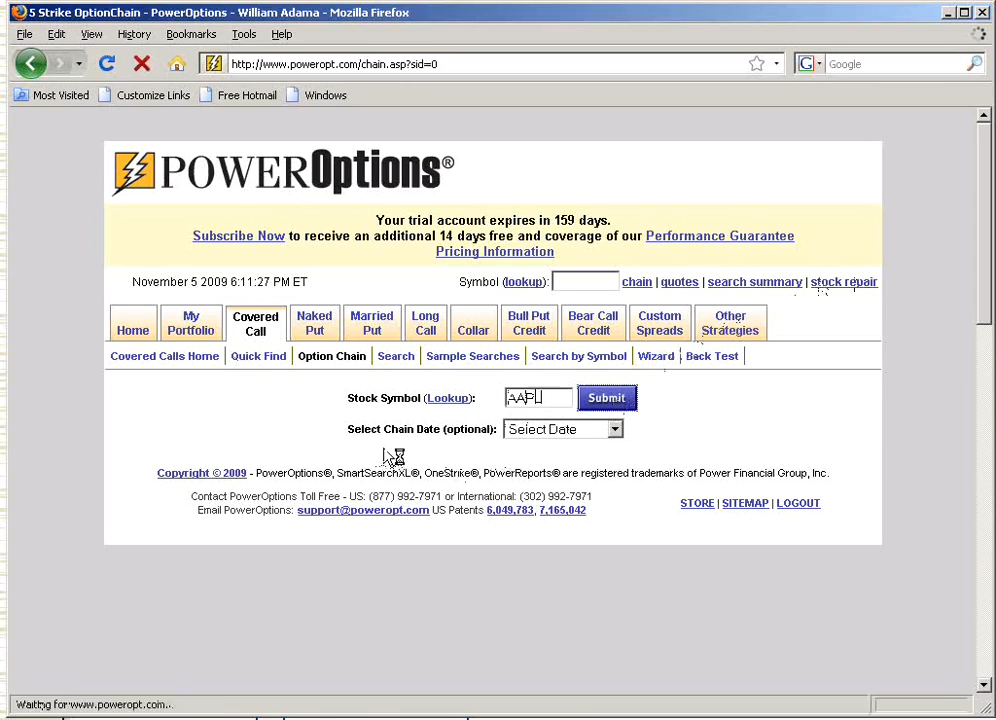 5 Strike OptionChain - PowerOptions - William Adama - Mozilla Firefox
File Edit View History Bookmarks Tools Help
http://www.poweropt.com/chain.asp?sid=0
G Google
Most Visited Customize Links Free Hotmail Windows
POWEROptions®
Your trial account expires in 159 days.
Subscribe Now to receive an additional 14 days free and coverage of our Performance Guarantee
Pricing Information
November 5 2009 6:11:27 PM ET Symbol (lookup): chain | quotes | search summary | stock repair
Home My Portfolio Covered Call Naked Put Married Put Long Call Collar Bull Put Credit Bear Call Credit Custom Spreads Other Strategies
Covered Calls Home | Quick Find | Option Chain | Search | Sample Searches | Search by Symbol | Wizard | Back Test |
Stock Symbol (Lookup): AAPL Submit
Select Chain Date (optional): Select Date
Copyright © 2009 - PowerOptions®, SmartSearchXL®, OneStrike®, PowerReports® are registered trademarks of Power Financial Group, Inc.
Contact PowerOptions Toll Free - US: (877) 992-7971 or International: (302) 992-7971
Email PowerOptions: support@poweropt.com US Patents 6,049,783, 7,165,042
STORE | SITEMAP | LOGOUT
Waiting for www.poweropt.com...